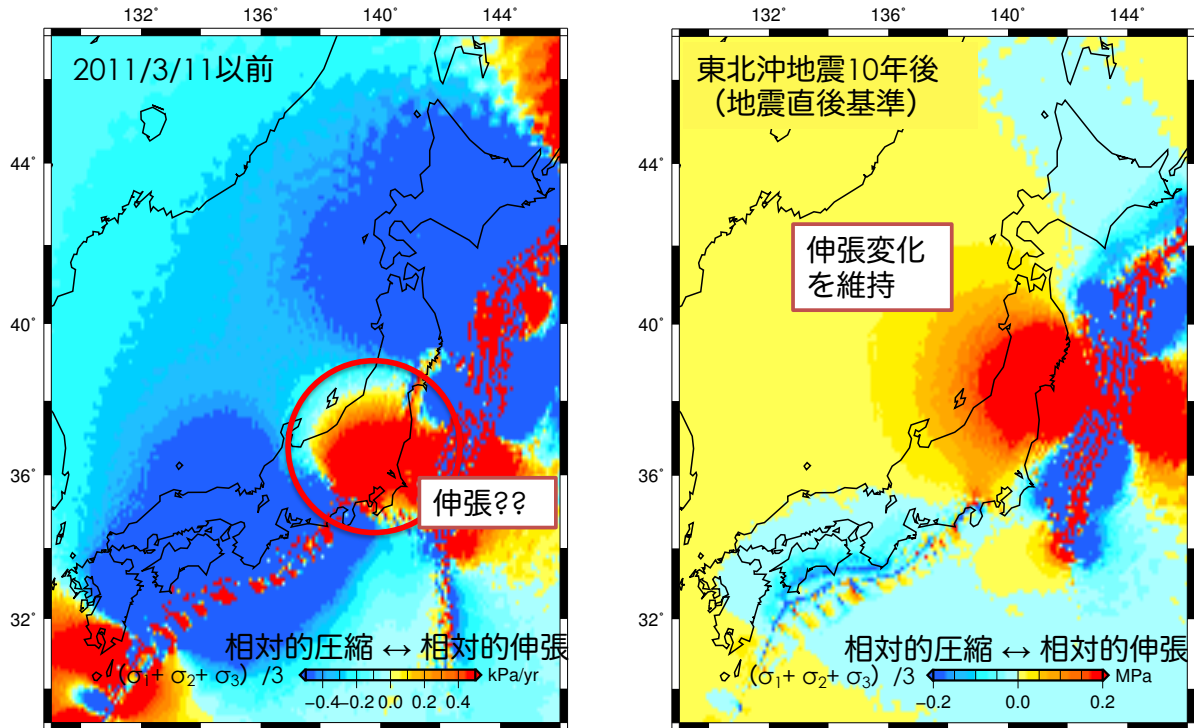 132˚ 136˚ 140˚ 144˚
2011/3/11以前
44˚
40˚
36˚
32˚
伸張??
相対的圧縮 ↔ 相対的伸張
(σ1+ σ2+ σ3) /3
kPa/yr
−0.4−0.2 0.0 0.2 0.4
132˚ 136˚ 140˚ 144˚
東北沖地震10年後
（地震直後基準）
44˚
伸張変化
を維持
40˚
36˚
32˚
相対的圧縮 ↔ 相対的伸張
(σ1+ σ2+ σ3) /3
MPa
−0.2 0.0 0.2